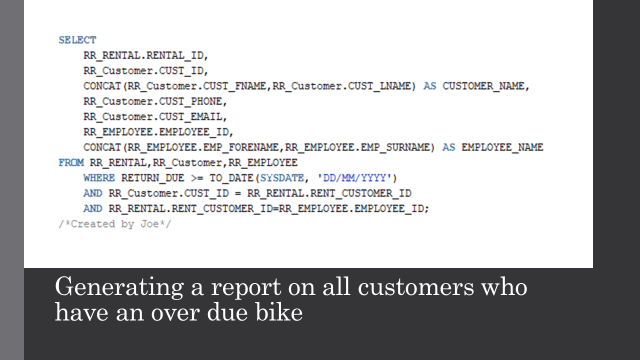 SELECT
RR_RENTAL.RENTAL_ID,
RR_Customer.CUST_ID,
CONCAT(RR_Customer.CUST_FNAME,RR_Customer.CUST_LNAME) AS CUSTOMER_NAME,
RR_Customer.CUST_PHONE,
RR_Customer.CUST_EMAIL,
RR_EMPLOYEE.EMPLOYEE_ID,
CONCAT(RR_EMPLOYEE.EMP_FORENAME,RR_EMPLOYEE.EMP_SURNAME) AS EMPLOYEE_NAME
FROM RR_RENTAL,RR_Customer,RR_EMPLOYEE
WHERE RETURN_DUE >= TO_DATE(SYSDATE, 'DD/MM/YYYY')
AND RR_Customer.CUST_ID = RR_RENTAL.RENT_CUSTOMER_ID
AND RR_RENTAL.RENT_CUSTOMER_ID=RR_EMPLOYEE.EMPLOYEE_ID;
/*Created by Joe*/
Generating a report on all customers who
have an over due bike